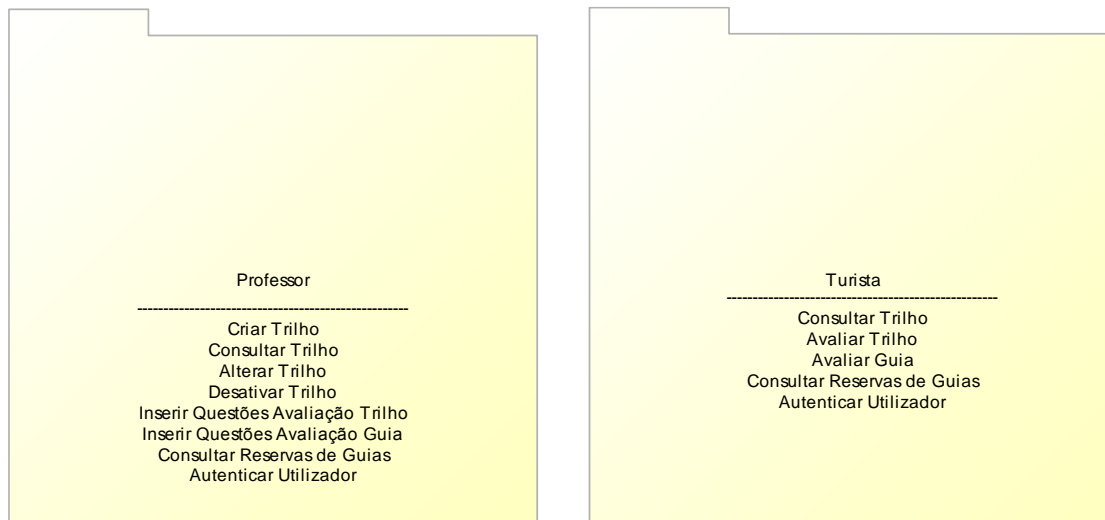 Professor
----------------------------------------------------
Criar Trilho
Consultar Trilho
Alterar Trilho
Desativar Trilho
Inserir Questões Avaliação Trilho
Inserir Questões Avaliação Guia
Consultar Reservas de Guias
Autenticar Utilizador
Turista
----------------------------------------------------
Consultar Trilho
Avaliar Trilho
Avaliar Guia
Consultar Reservas de Guias
Autenticar Utilizador